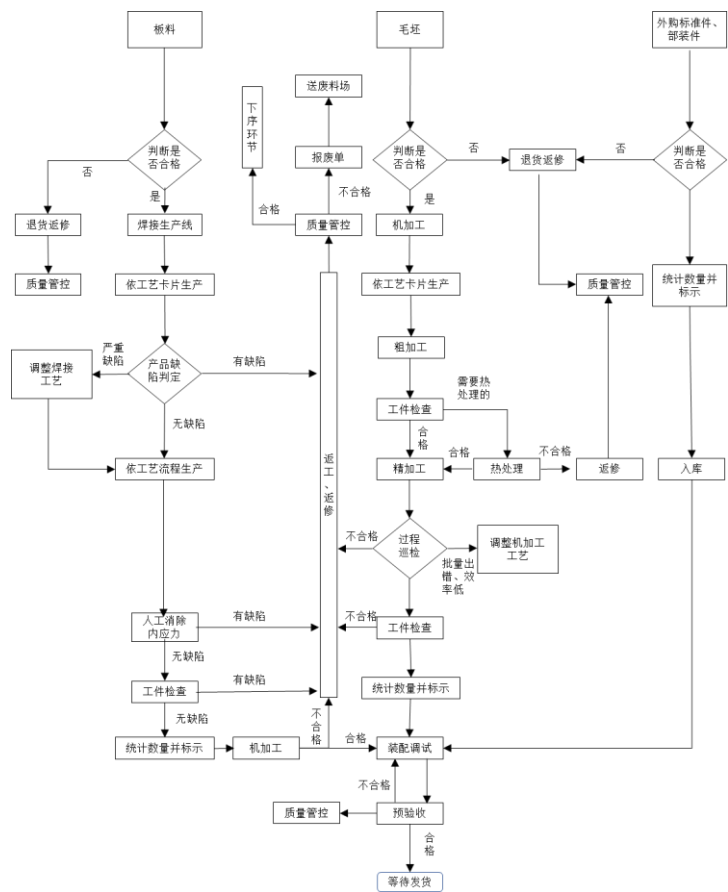 板料
毛坯
外购标准件、
部装件
送废料场
下
序
环
节
报废单
判断是
否合格
判断是
否合格
判断是
否合格
否
否
退货返修
否
不合格
合格
是
是
是
退货返修
焊接生产线
质量管控
机加工
质量管控
依工艺卡片生产
依工艺卡片生产
质量管控
统计数量并
标示
严重
缺陷
产品缺
陷判定
有缺陷
粗加工
调整焊接
工艺
需要热
处理的
无缺陷
工件检查
合
格
返
工
、
返
修
依工艺流程生产
精加工
合格
热处理
不合格
返修
入库
不合格
过程
巡检
调整机加工
工艺
批量出
错、效
率低
人工消除
内应力
有缺陷
不合格
工件检查
无缺陷
工件检查
有缺陷
统计数量并标示
无缺陷
不
合
格
统计数量并标示
机加工
合格
装配调试
不合格
质量管控
预验收
合
格
等待发货